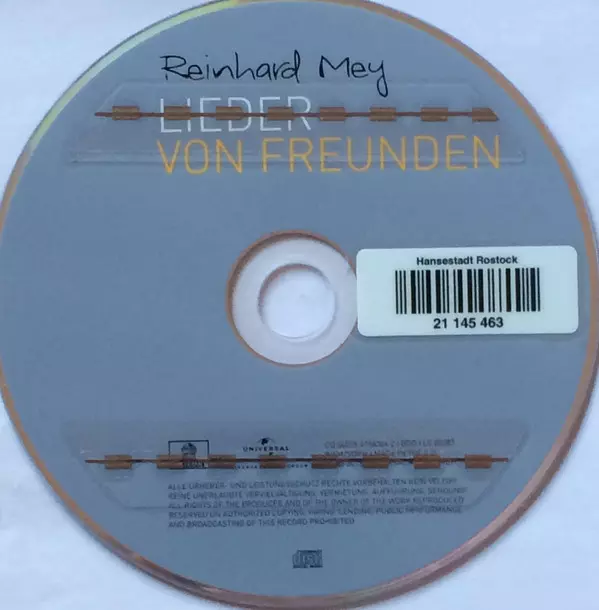 Reinhard Mey
LIEDER
VON FREUNDEN
Hansestadt Rostock
21 145 463
UNIVERSAL
ALLE URHEBER- UND LEISTUNGSSCHUTZRECHTE VORBEHALTEN KEIN VERLEIH
KEINE UNERLAUBTE VERVIELFÄLTIGUNG, VERMIETUNG, AUFFÜHRUNG, SENDUNG
ALL RIGHTS OF THE PRODUCER AND OF THE OWNER OF THE WORK REPRODUCED
RESERVED UNAUTHORIZED COPYING, HIRING, LENDING, PUBLIC PERFORMANCE
AND BROADCASTING OF THIS RECORD PROHIBITED